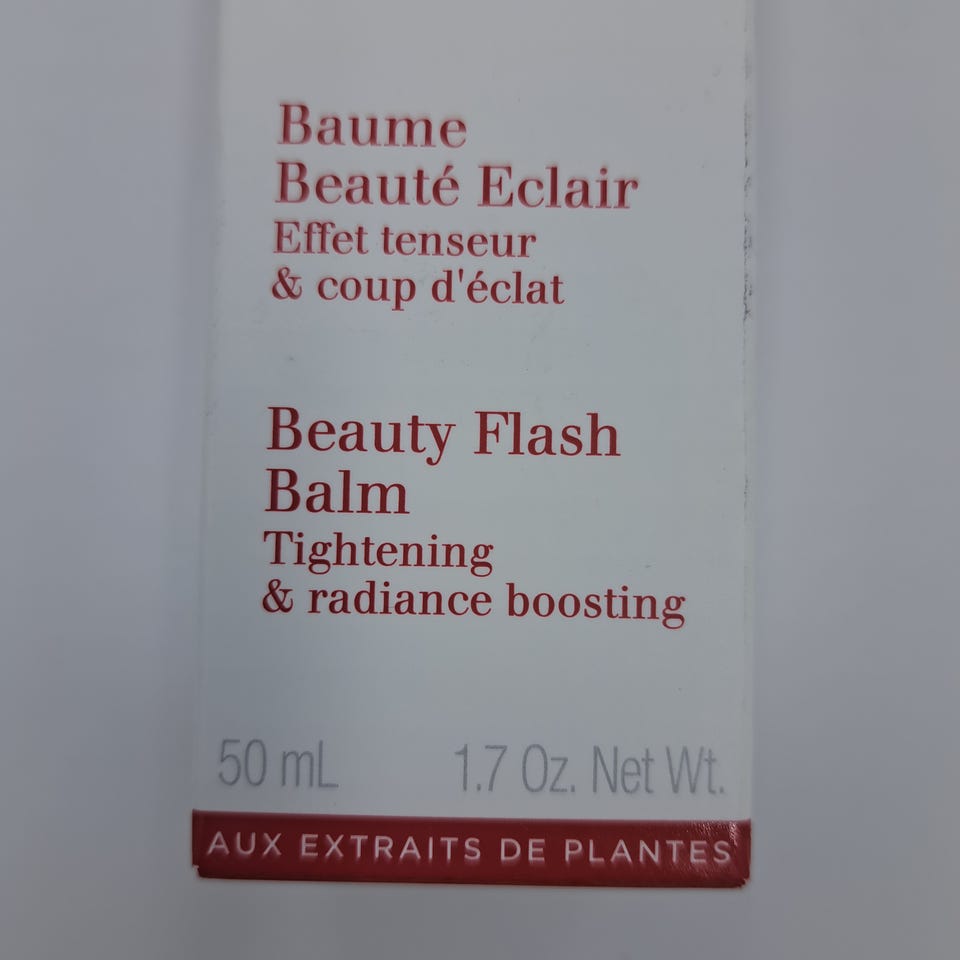 Baume
Beauté Eclair
Effet tenseur
& coup d'éclat
Beauty Flash
Balm
Tightening
& radiance boosting
50 mL 1.7 Oz. Net Wt.
AUX EXTRAITS DE PLANTES